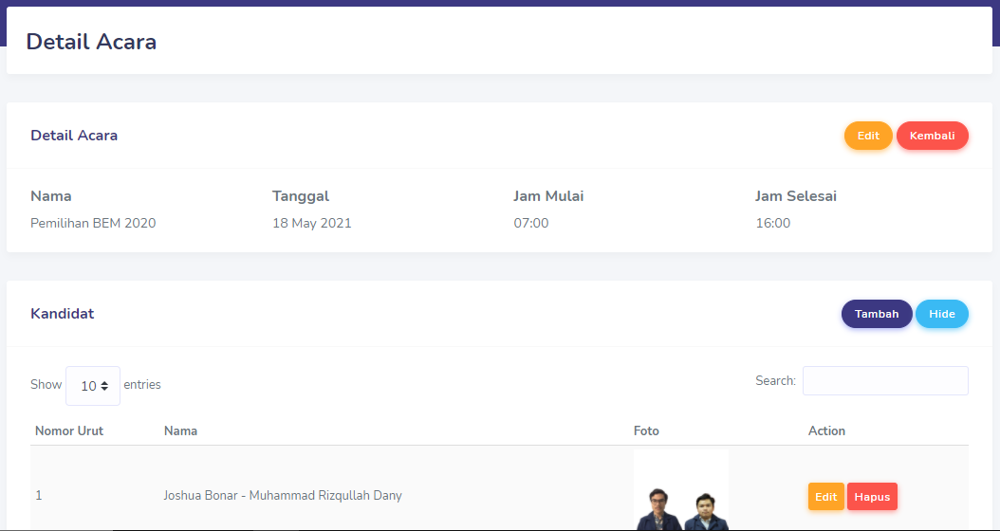 Detail Acara
Detail Acara
Edit Kembali
Nama Tanggal Jam Mulai Jam Selesai
Pemilihan BEM 2020 18 May 2021 07:00 16:00
Kandidat
Tambah Hide
Show 10 entries Search:
Nomor Urut Nama Foto Action
1 Joshua Bonar - Muhammad Rizqullah Dany Edit Hapus